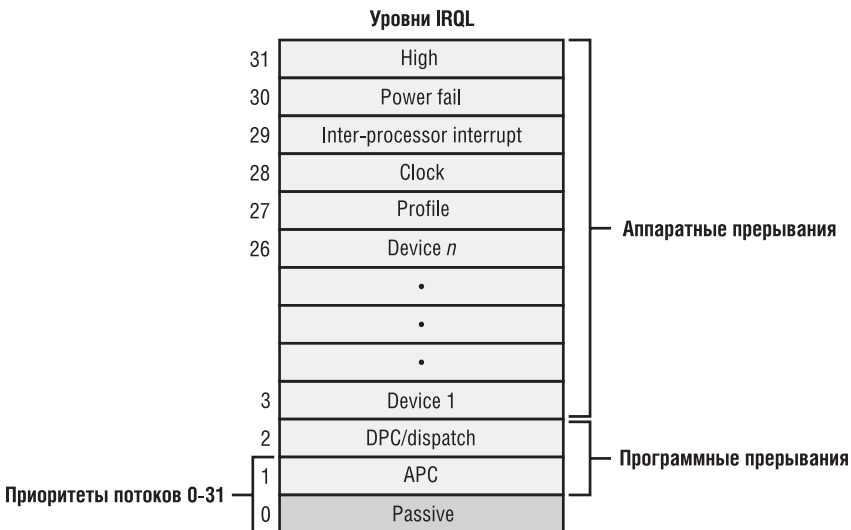 Уровни IRQL
31 High
30 Power fail
29 Inter-processor interrupt
28 Clock
27 Profile
26 Device n
Аппаратные прерывания
3 Device 1
2 DPC/dispatch
Программные прерывания
1 APC
Приоритеты потоков 0-31
0 Passive